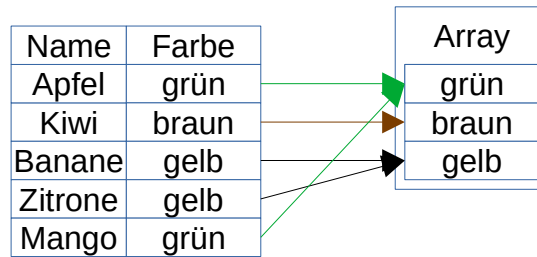 Name Farbe
Apfel grün
Kiwi braun
Banane gelb
Zitrone gelb
Mango grün
Array
grün
braun
gelb